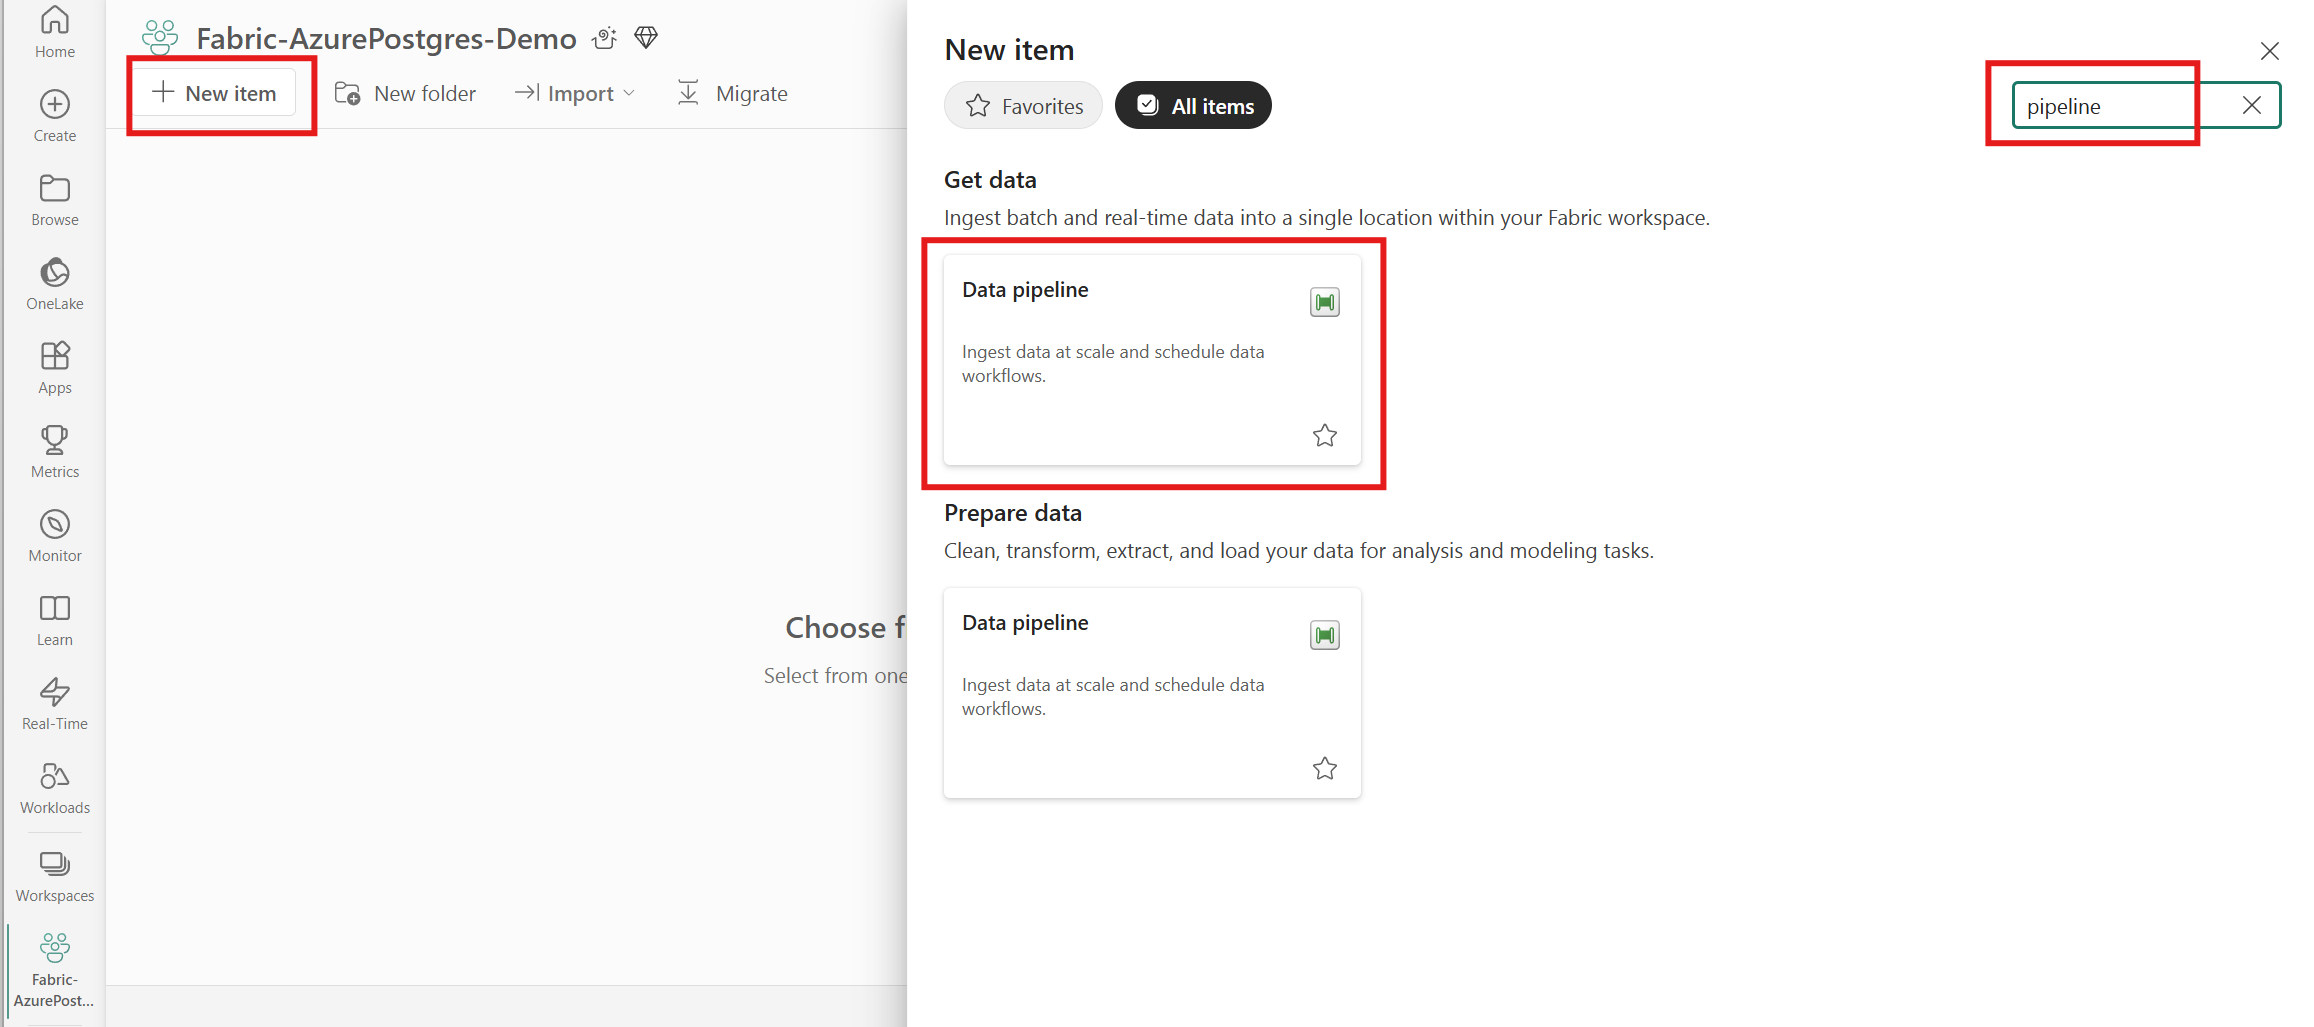 Home
Create
Browse
OneLake
Apps
Metrics
Monitor
Learn
Real-Time
Workloads
Workspaces
Fabric-
AzurePost...
Fabric-AzurePostgres-Demo
New item
New folder
Import
Migrate
Choose f
Select from one
New item
Favorites
All items
pipeline
Get data
Ingest batch and real-time data into a single location within your Fabric workspace.
Data pipeline
Ingest data at scale and schedule data
workflows.
Prepare data
Clean, transform, extract, and load your data for analysis and modeling tasks.
Data pipeline
Ingest data at scale and schedule data
workflows.